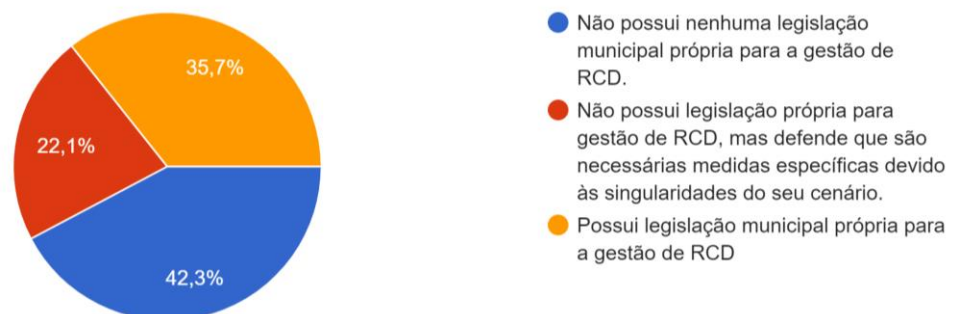 35,7%
22,1%
42,3%
Não possui nenhuma legislação
municipal própria para a gestão de
RCD.
Não possui legislação própria para
gestão de RCD, mas defende que são
necessárias medidas específicas devido
às singularidades do seu cenário.
Possui legislação municipal própria para
a gestão de RCD